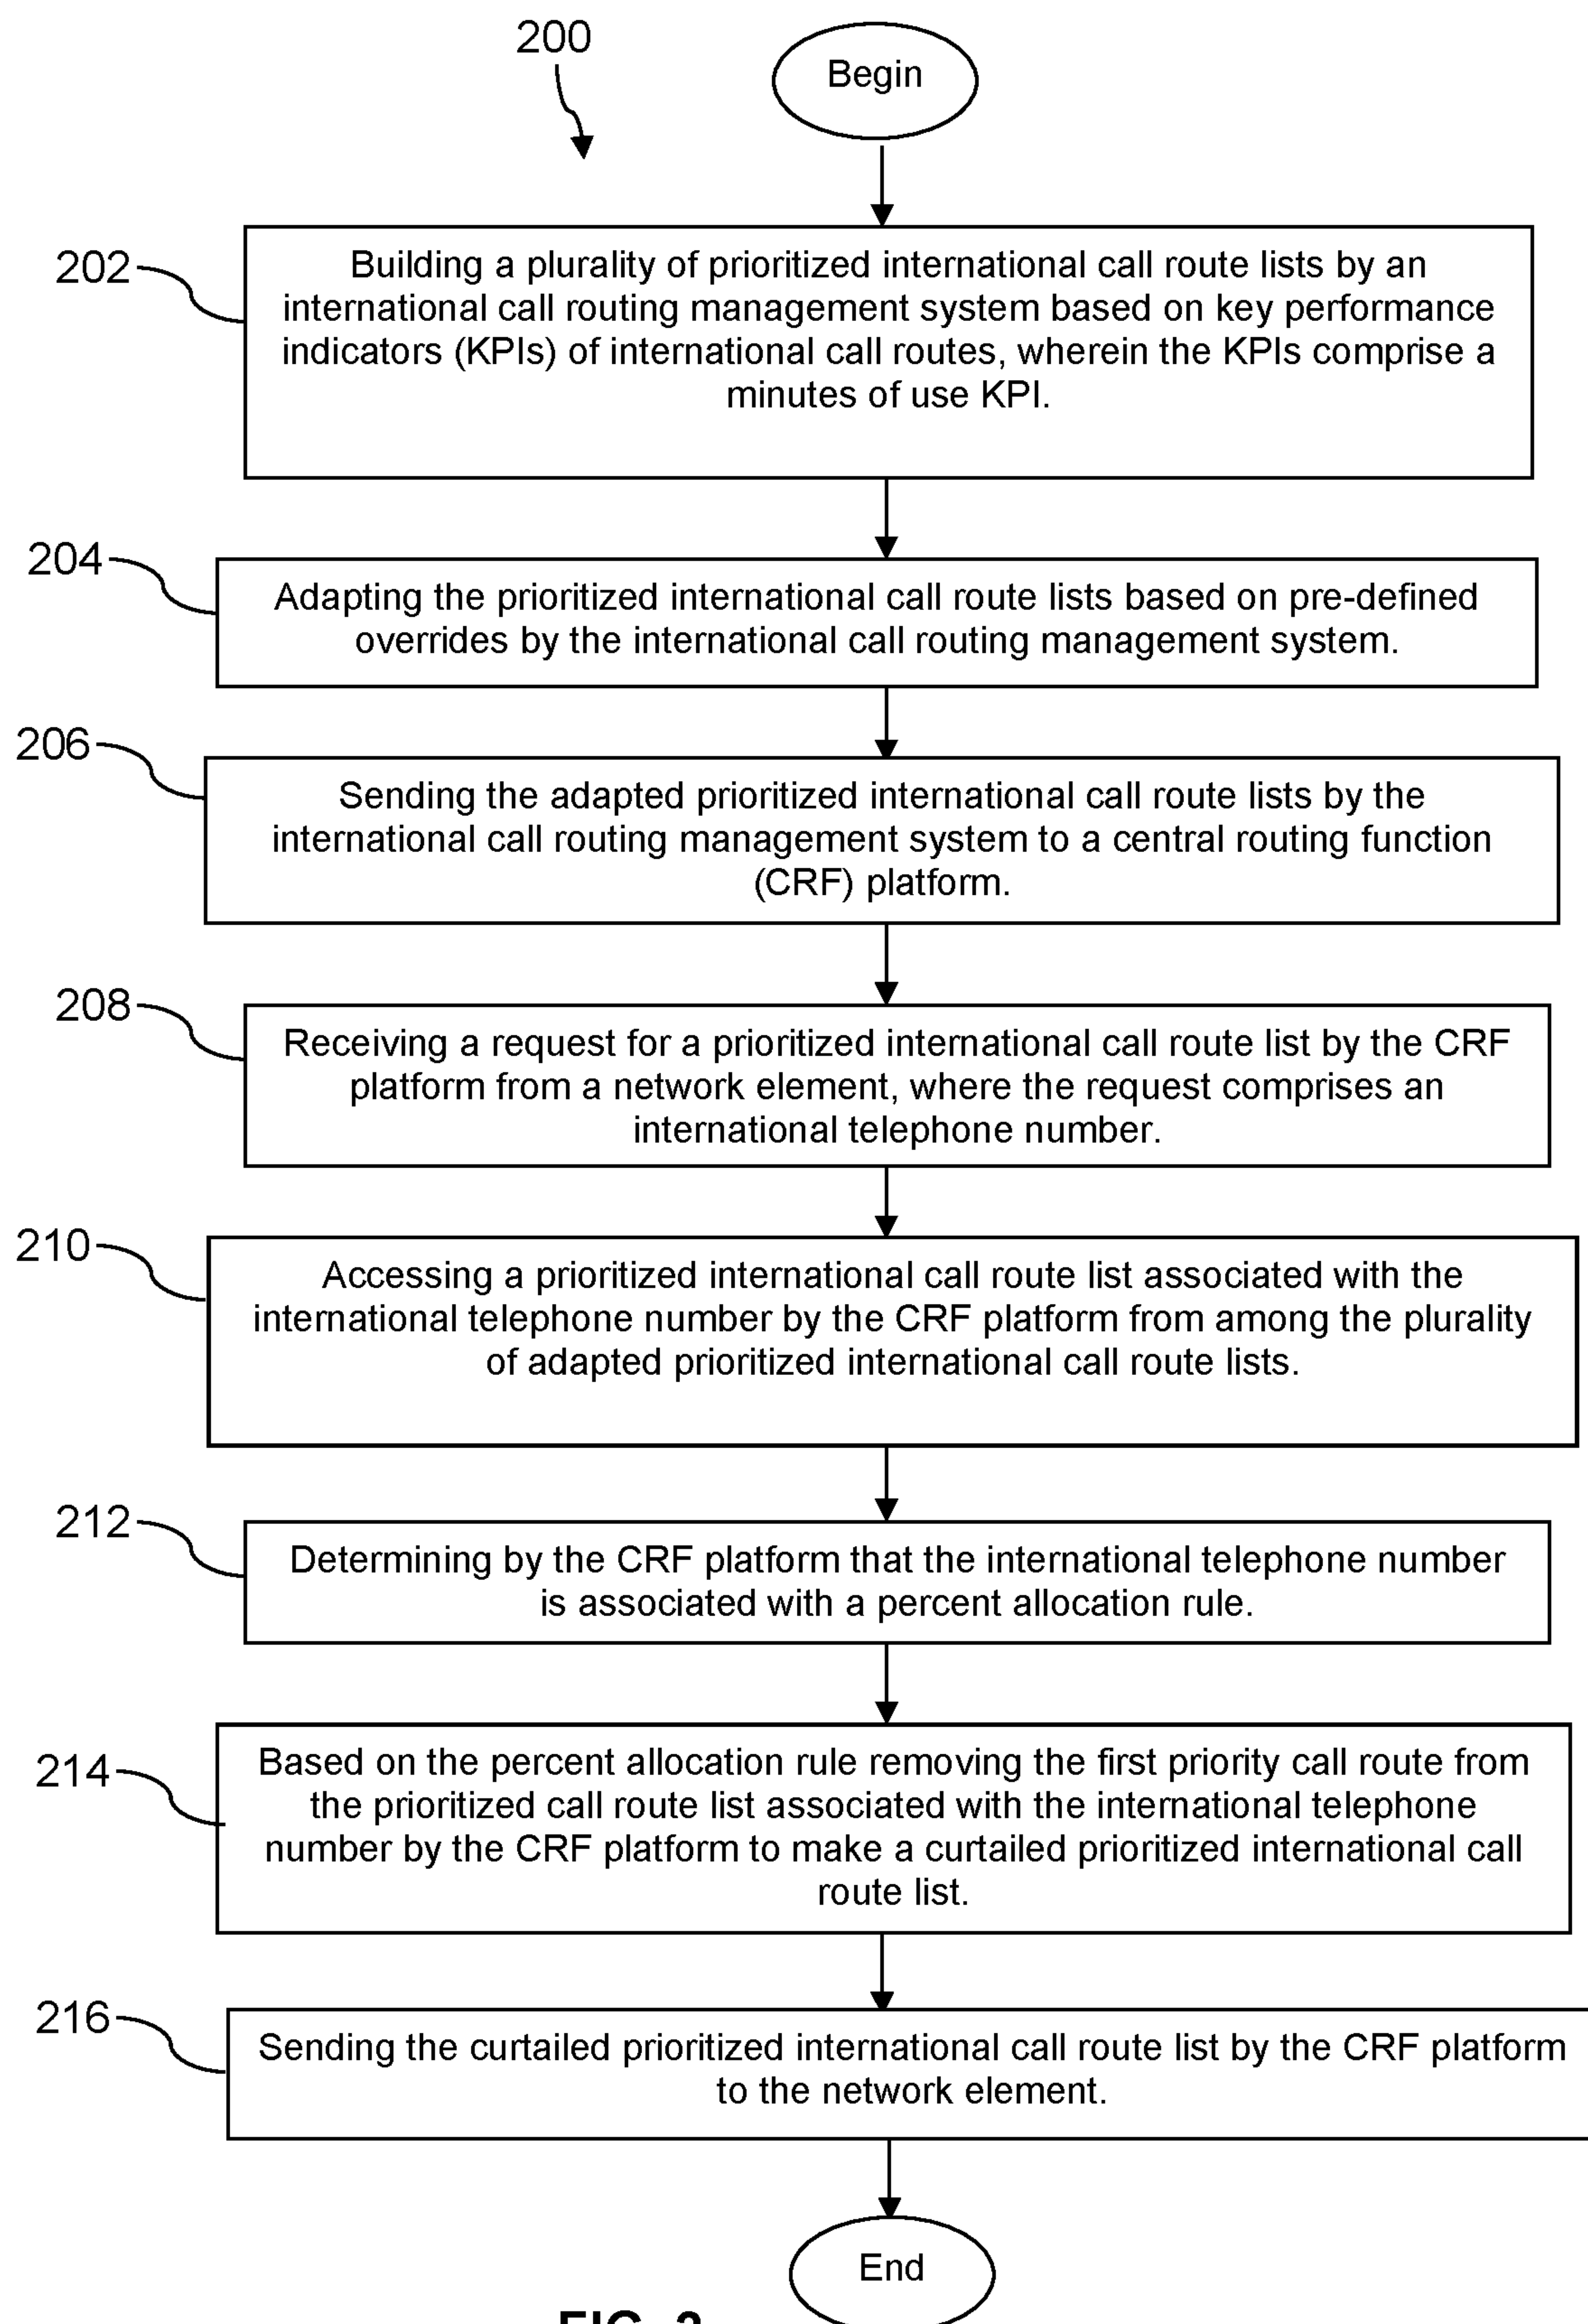 200
Begin
202
Building a plurality of prioritized international call route lists by an
international call routing management system based on key performance
indicators (KPIs) of international call routes, wherein the KPIs comprise a
minutes of use KPI.
204
Adapting the prioritized international call route lists based on pre-defined
overrides by the international call routing management system.
206
Sending the adapted prioritized international call route lists by the
international call routing management system to a central routing function
(CRF) platform.
208
Receiving a request for a prioritized international call route list by the CRF
platform from a network element, where the request comprises an
international telephone number.
210
Accessing a prioritized international call route list associated with the
international telephone number by the CRF platform from among the plurality
of adapted prioritized international call route lists.
212
Determining by the CRF platform that the international telephone number
is associated with a percent allocation rule.
214
Based on the percent allocation rule removing the first priority call route from
the prioritized call route list associated with the international telephone
number by the CRF platform to make a curtailed prioritized international call
route list.
216
Sending the curtailed prioritized international call route list by the CRF platform
to the network element.
End
FIG.